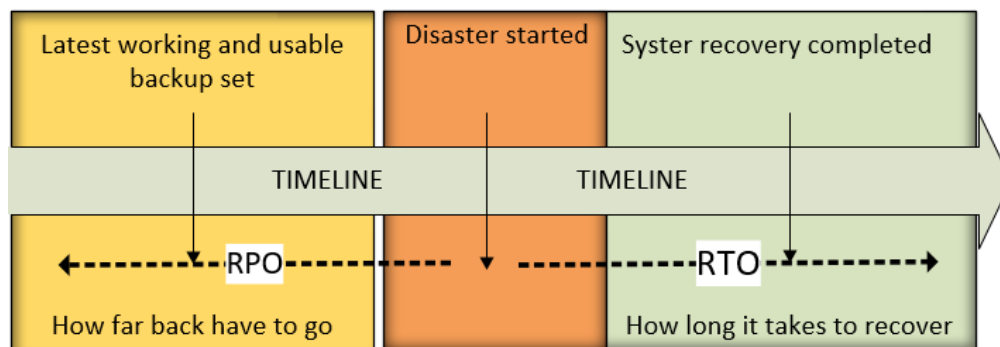 Latest working and usable
backup set
Disaster started
Syster recovery completed
TIMELINE
TIMELINE
RPO
RTO
How far back have to go
How long it takes to recover